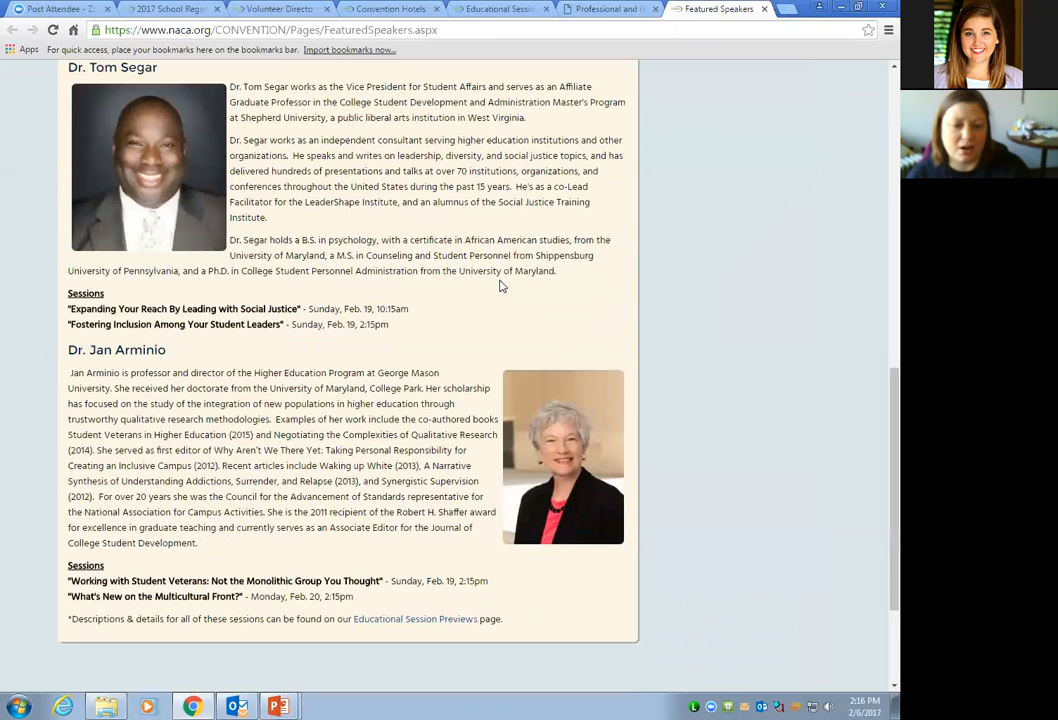 Post Attendee - Z
2017 School Regi
Volunteer Directo
Convention Hotels
Educational Sessi
Professional and G
Featured Speakers
https://www.naca.org/CONVENTION/Pages/FeaturedSpeakers.aspx
Apps For quick access, place your bookmarks here on the bookmarks bar. Import bookmarks now...
Dr. Tom Segar
Dr. Tom Segar works as the Vice President for Student Affairs and serves as an Affiliate
Graduate Professor in the College Student Development and Administration Master's Program
at Shepherd University, a public liberal arts institution in West Virginia.
Dr. Segar works as an independent consultant serving higher education institutions and other
organizations. He speaks and writes on leadership, diversity, and social justice topics, and has
delivered hundreds of presentations and talks at over 70 institutions, organizations, and
conferences throughout the United States during the past 15 years. He's as a co-Lead
Facilitator for the LeaderShape Institute, and an alumnus of the Social Justice Training
Institute.
Dr. Segar holds a B.S. in psychology, with a certificate in African American studies, from the
University of Maryland, a M.S. in Counseling and Student Personnel from Shippensburg
University of Pennsylvania, and a Ph.D. in College Student Personnel Administration from the University of Maryland.
Sessions
"Expanding Your Reach By Leading with Social Justice" - Sunday, Feb. 19, 10:15am
"Fostering Inclusion Among Your Student Leaders" - Sunday, Feb. 19, 2:15pm
Dr. Jan Arminio
Jan Arminio is professor and director of the Higher Education Program at George Mason
University. She received her doctorate from the University of Maryland, College Park. Her scholarship
has focused on the study of the integration of new populations in higher education through
trustworthy qualitative research methodologies. Examples of her work include the co-authored books
Student Veterans in Higher Education (2015) and Negotiating the Complexities of Qualitative Research
(2014). She served as first editor of Why Aren't We There Yet: Taking Personal Responsibility for
Creating an Inclusive Campus (2012). Recent articles include Waking up White (2013), A Narrative
Synthesis of Understanding Addictions, Surrender, and Relapse (2013), and Synergistic Supervision
(2012). For over 20 years she was the Council for the Advancement of Standards representative for
the National Association for Campus Activities. She is the 2011 recipient of the Robert H. Shaffer award
for excellence in graduate teaching and currently serves as an Associate Editor for the Journal of
College Student Development.
Sessions
"Working with Student Veterans: Not the Monolithic Group You Thought" - Sunday, Feb. 19, 2:15pm
"What's New on the Multicultural Front?" - Monday, Feb. 20, 2:15pm
*Descriptions & details for all of these sessions can be found on our Educational Session Previews page.
2:16 PM
2/6/2017